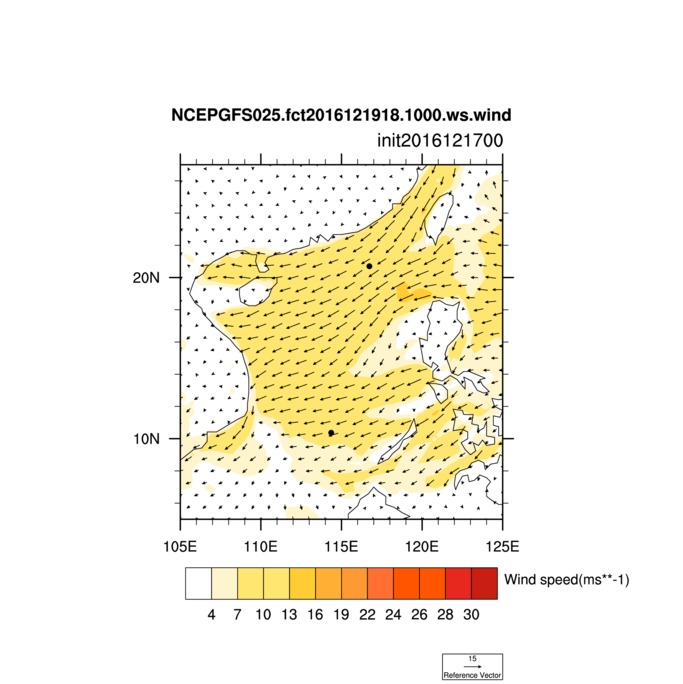 NCEPGFS025.fct2016121918.1000.ws.wind
init2016121700
20N
10N
105E 110E 115E 120E 125E
Wind speed(ms**-1)
4 7 10 13 16 19 22 24 26 28 30
15
Reference Vector